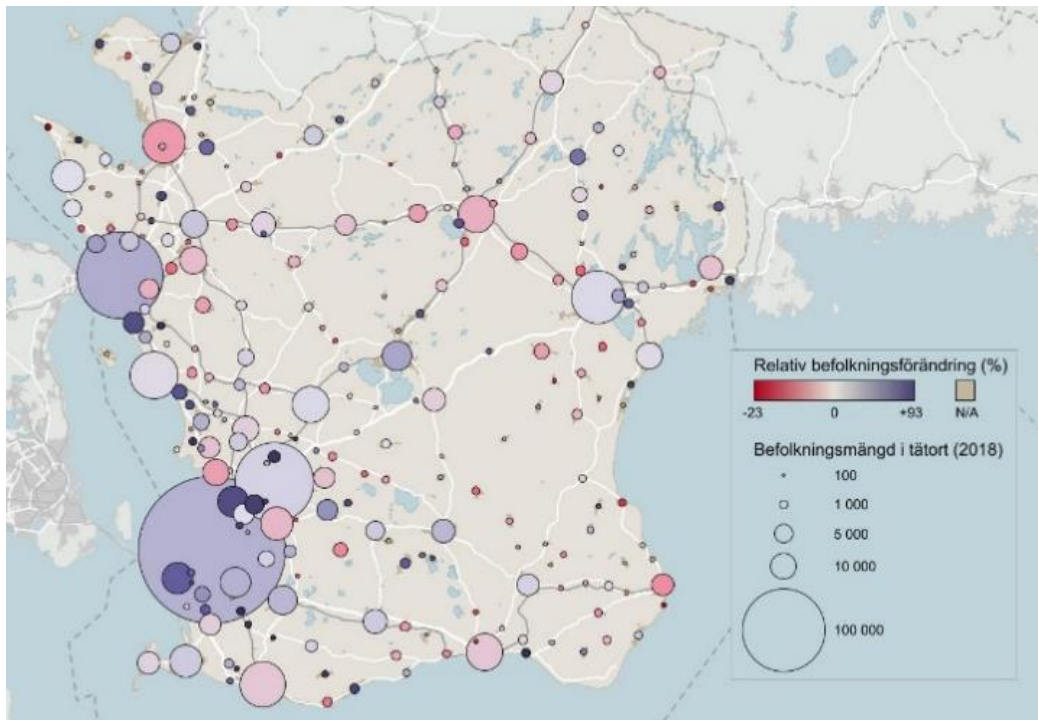 Relativ befolkningsförändring (%)
-23
0
+93
N/A
Befolkningsmängd i tätort (2018)
100
1 000
5 000
10 000
100 000